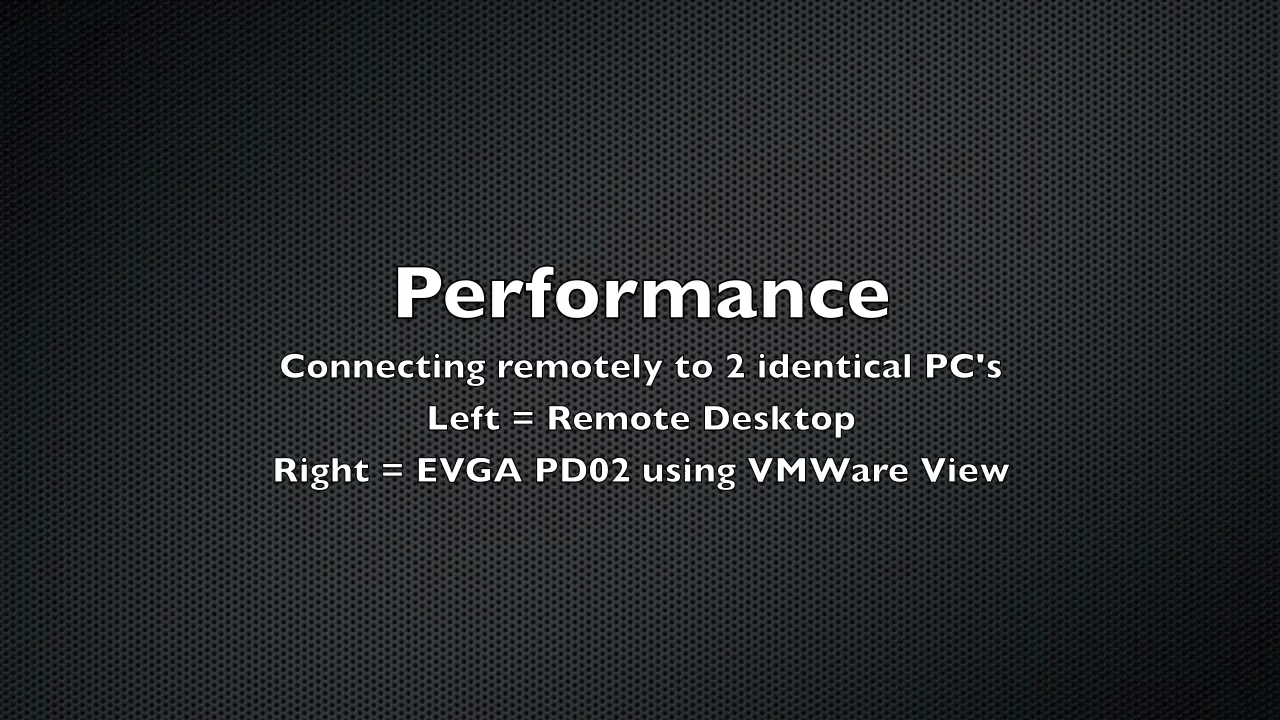 Performance
Connecting remotely to 2 identical PC's
Left = Remote Desktop
Right = EVGA PD02 using VMWare View